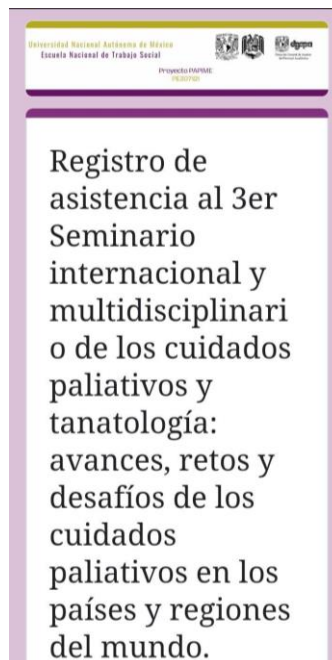 Universidad Nacional Autónoma de México
Escuela Nacional de Trabajo Social
dgapa
Proyecto PAPIME
Registro de
asistencia al 3er
Seminario
internacional y
multidisciplinari
o de los cuidados
paliativos y
tanatología:
avances, retos y
desafíos de los
cuidados
paliativos en los
países y regiones
del mundo.